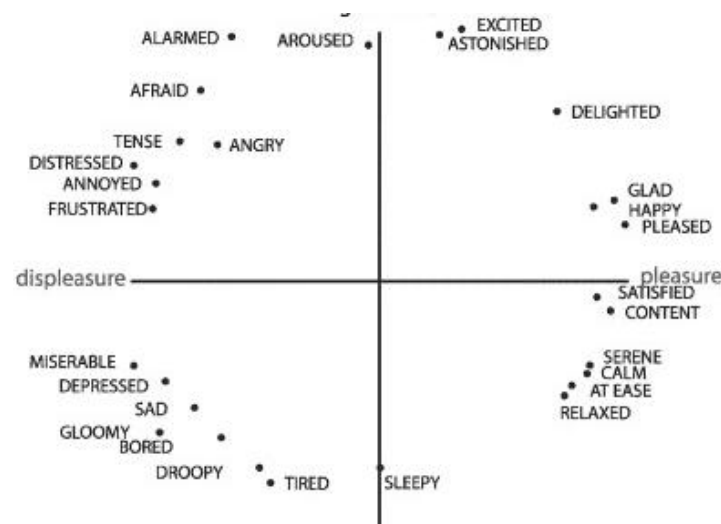 EXCITED
ALARMED
AROUSED
ASTONISHED
AFRAID
DELIGHTED
TENSE
ANGRY
DISTRESSED
ANNOYED
GLAD
FRUSTRATED
HAPPY
PLEASED
displeasure
pleasure
SATISFIED
CONTENT
MISERABLE
SERENE
DEPRESSED
CALM
AT EASE
SAD
RELAXED
GLOOMY
BORED
DROOPY
TIRED
SLEEPY